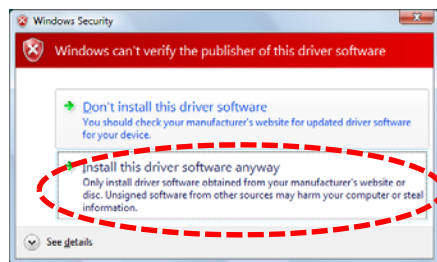 Windows Security
Windows can't verify the publisher of this driver software
Don't install this driver software
You should check your manufacturer's website for updated driver software
for your device.
Install this driver software anyway
Only install driver software obtained from your manufacturer's website or
disc. Unsigned software from other sources may harm your computer or steal
information.
See details